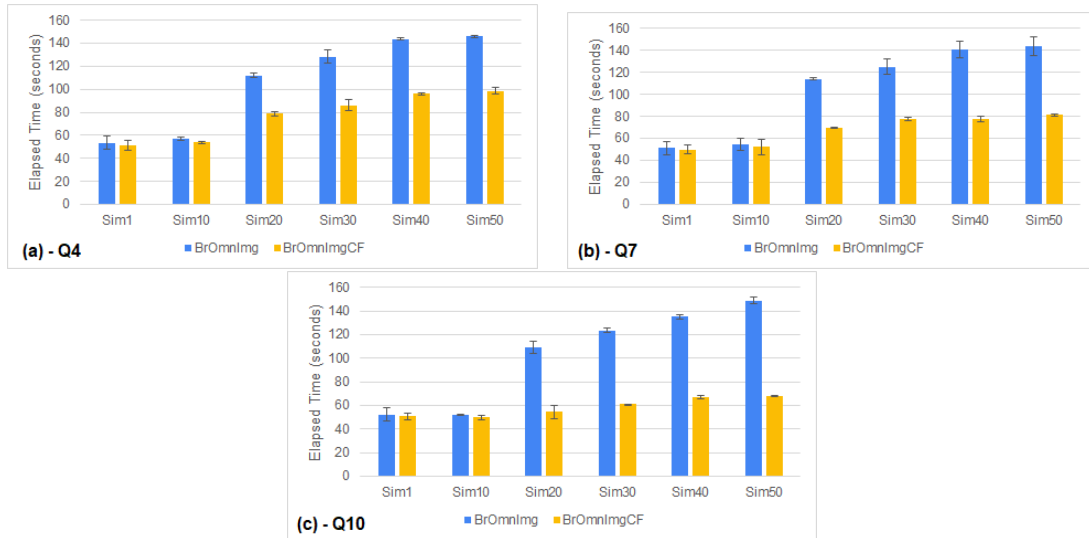 160
140
120
100
80
60
40
20
0
Elapsed Time (seconds)
Sim1 Sim10 Sim20 Sim30 Sim40 Sim50
(a) - Q4
BrOmnImg BrOmnImgCF
160
140
120
100
80
60
40
20
0
Elapsed Time (seconds)
Sim1 Sim10 Sim20 Sim30 Sim40 Sim50
(b) - Q7
BrOmnImg BrOmnImgCF
160
140
120
100
80
60
40
20
0
Elapsed Time (seconds)
Sim1 Sim10 Sim20 Sim30 Sim40 Sim50
(c) - Q10
BrOmnImg BrOmnImgCF